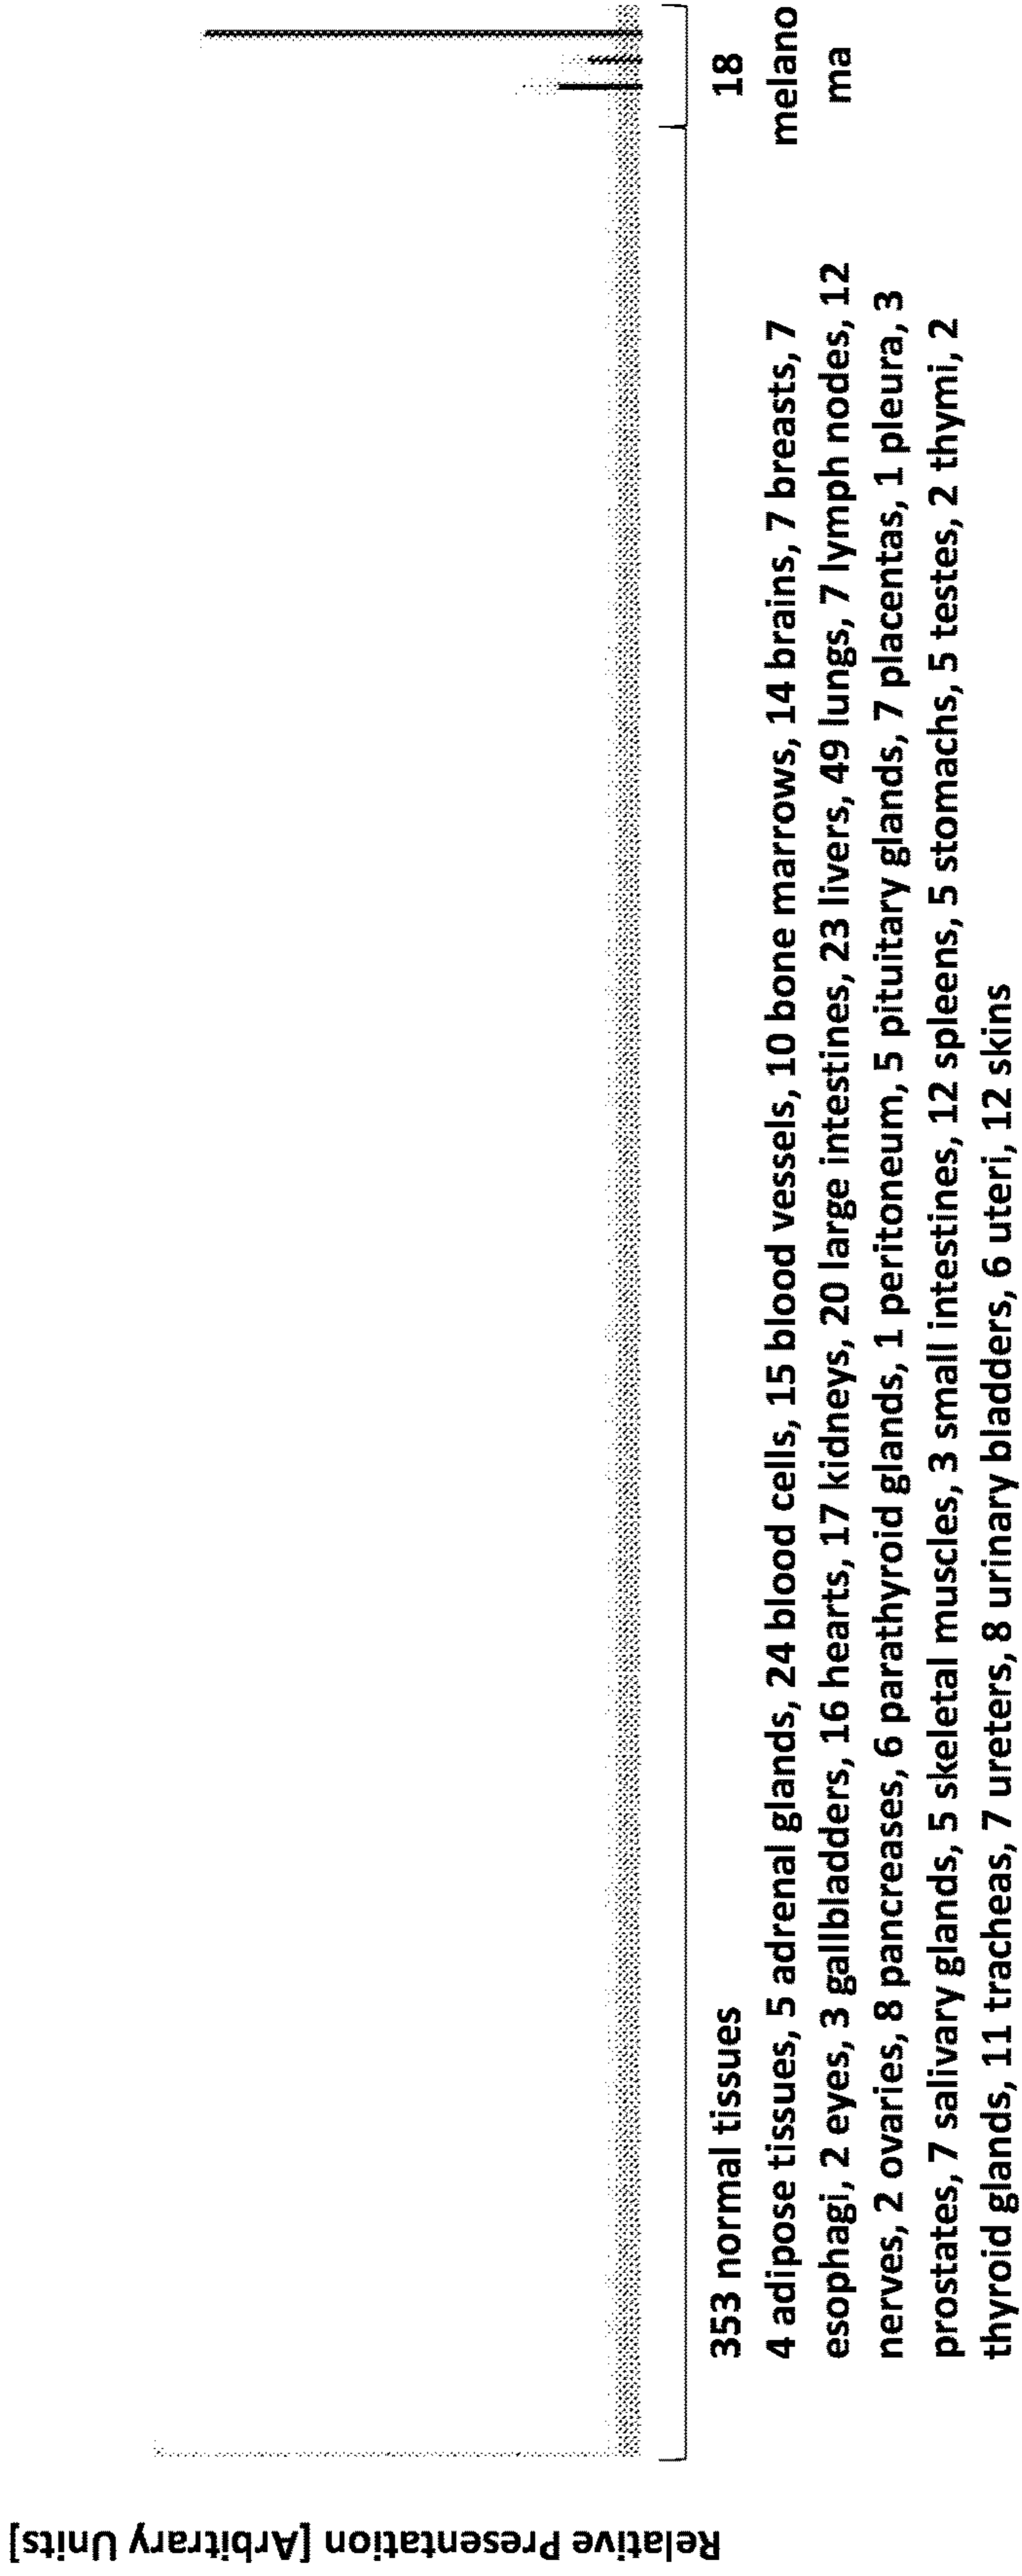 Relative Presentation [Arbitrary Units]
353 normal tissues
4 adipose tissues, 5 adrenal glands, 24 blood cells, 15 blood vessels, 10 bone marrows, 14 brains, 7 breasts, 7
esophagi, 2 eyes, 3 gallbladders, 16 hearts, 17 kidneys, 20 large intestines, 23 livers, 49 lungs, 7 lymph nodes, 12
nerves, 2 ovaries, 8 pancreases, 6 parathyroid glands, 1 peritoneum, 5 pituitary glands, 7 placentas, 1 pleura, 3
prostates, 7 salivary glands, 5 skeletal muscles, 3 small intestines, 12 spleens, 5 stomachs, 5 testes, 2 thymi, 2
thyroid glands, 11 tracheas, 7 ureters, 8 urinary bladders, 6 uteri, 12 skins
18
melano
ma